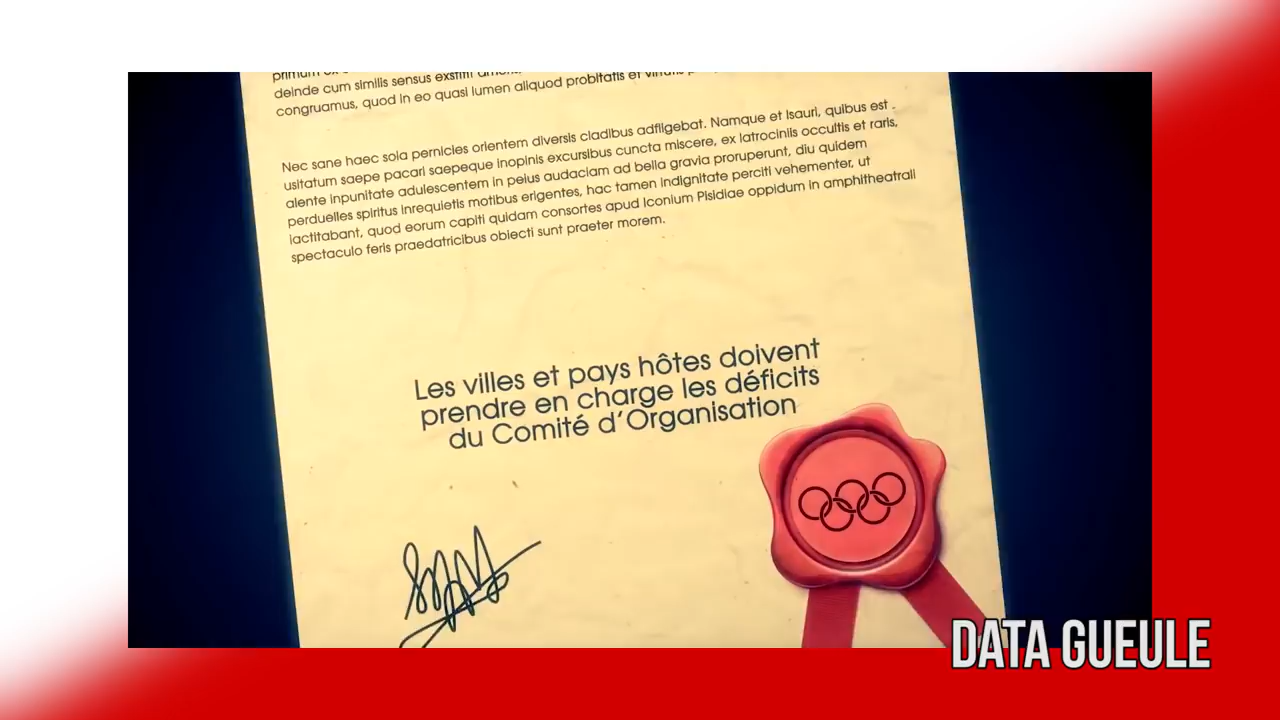 deinde cum similis sensus exstitit
congruamus, quod in eo quasi lumen aliquod probitatis et
Nec sane haec sola pernicies orientem diversis cladibus adfligebat. Namque et Isauri, quibus est
usitatum saepe pacari saepeque inopinis excursibus cuncta miscere, ex latrociniis occultis et raris,
alente inpunitate adulescentem in peius audaciam ad bella gravia proruperunt, diu quidem
perduelles spiritus inrequietis motibus erigentes, hac tamen indignitate perciti vehementer, ut
iactitabant, quod eorum capiti quidam consortes apud Iconium Pisidiae oppidum in amphitheatrali
spectaculo feris praedatricibus obiecti sunt praeter morem.
Les villes et pays hôtes doivent
prendre en charge les déficits
du Comité d'Organisation
DATA GUEULE